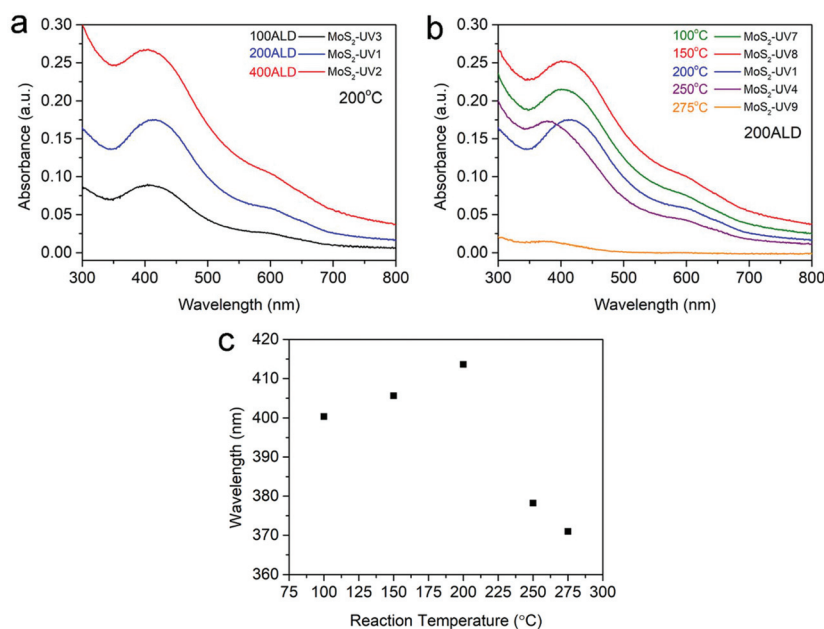 a
100ALD MoS2-UV3
200ALD MoS2-UV1
400ALD MoS2-UV2
200°C
0.30
0.25
0.20
0.15
0.10
0.05
0.00
Absorbance (a.u.)
300 400 500 600 700 800
Wavelength (nm)
b
100°C MoS2-UV7
150°C MoS2-UV8
200°C MoS2-UV1
250°C MoS2-UV4
275°C MoS2-UV9
200ALD
0.30
0.25
0.20
0.15
0.10
0.05
0.00
Absorbance (a.u.)
300 400 500 600 700 800
Wavelength (nm)
c
420
410
400
390
380
370
360
Wavelength (nm)
75 100 125 150 175 200 225 250 275 300
Reaction Temperature (°C)